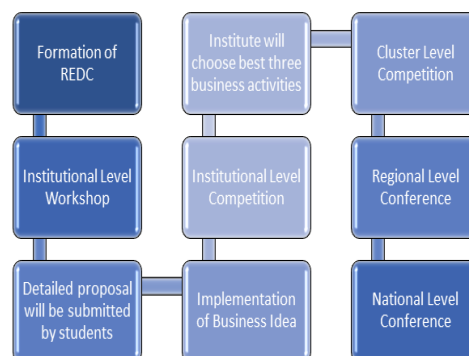 Formation of
REDC
Institutional Level
Workshop
Detailed proposal
will be submitted
by students
Implementation
of Business Idea
Institutional Level
Competition
Institute will
choose best three
business activities
Cluster Level
Competition
Regional Level
Conference
National Level
Conference